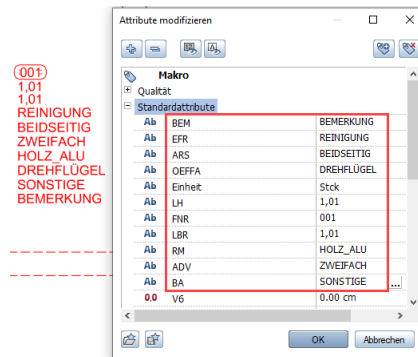 Attribute modifizieren
001
1,01
1,01
REINIGUNG
BEIDSEITIG
ZWEIFACH
HOLZ_ALU
DREHFLÜGEL
SONSTIGE
BEMERKUNG
Makro
Qualität
Standardattribute
Ab BEM BEMERKUNG
Ab EFR REINIGUNG
Ab ARS BEIDSEITIG
Ab OEFFA DREHFLÜGEL
Ab Einheit Stck
Ab LH 1,01
Ab FNR 001
Ab LBR 1,01
Ab RM HOLZ_ALU
Ab ADV ZWEIFACH
Ab BA SONSTIGE ...
0,0 V6 0.00 cm
OK Abbrechen